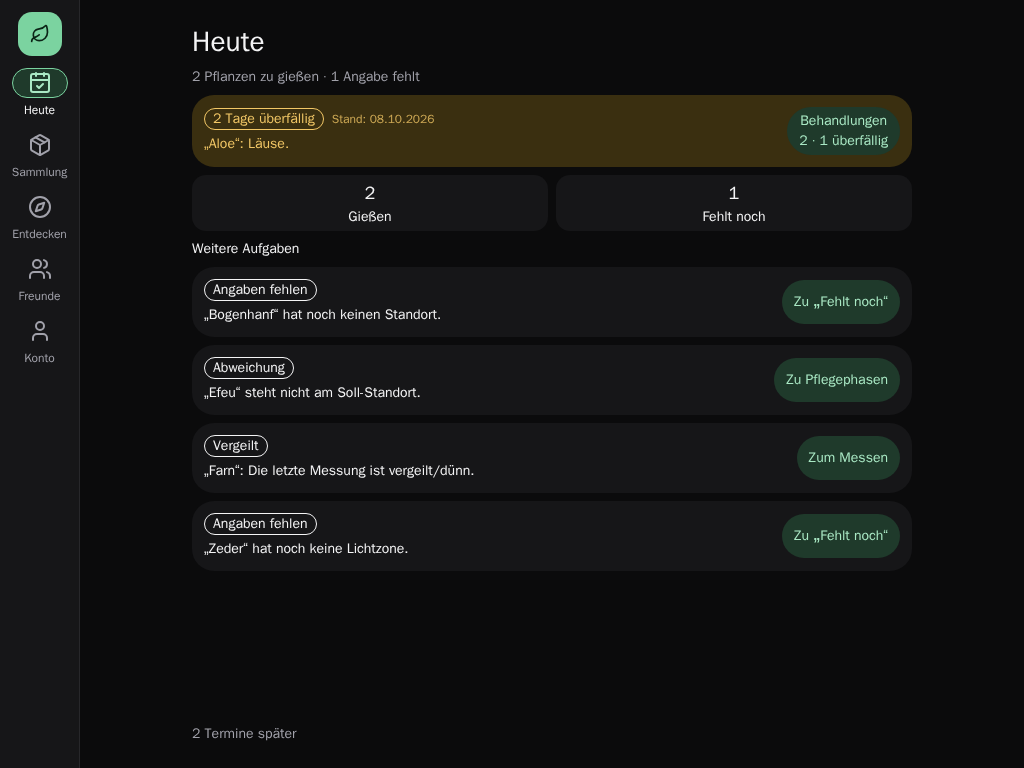 Heute
2 Pflanzen zu gießen · 1 Angabe fehlt
2 Tage überfällig Stand: 08.10.2026
„Aloe“: Läuse.
Behandlungen
2 · 1 überfällig
2
Gießen
1
Fehlt noch
Weitere Aufgaben
Angaben fehlen
„Bogenhanf“ hat noch keinen Standort.
Zu „Fehlt noch“
Abweichung
„Efeu“ steht nicht am Soll-Standort.
Zu Pflegephasen
Vergeilt
„Farn“: Die letzte Messung ist vergeilt/dünn.
Zum Messen
Angaben fehlen
„Zeder“ hat noch keine Lichtzone.
Zu „Fehlt noch“
2 Termine später
Heute
Sammlung
Entdecken
Freunde
Konto